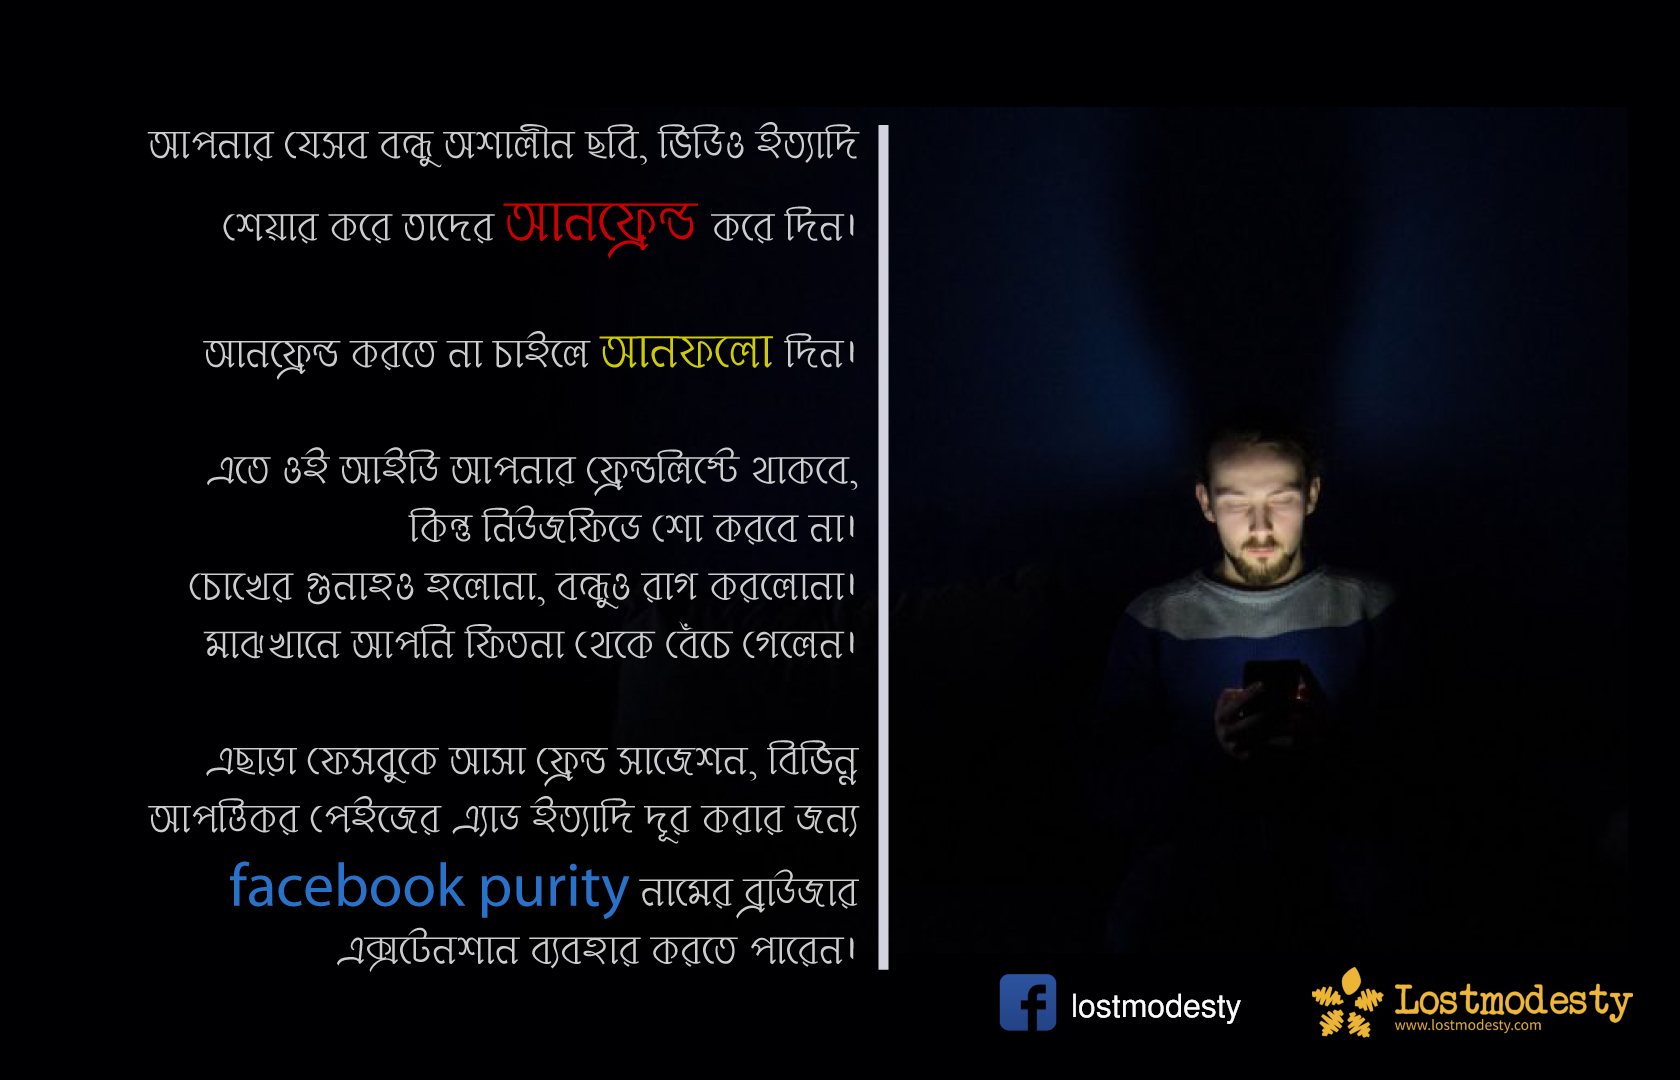 আপনার যেসব বন্ধু অশালীন ছবি, ভিডিও ইত্যাদি
শেয়ার করে তাদের আনফ্রেন্ড করে দিন।
আনফ্রেন্ড করতে না চাইলে আনফলো দিন।
এতে ওই আইডি আপনার ফ্রেন্ডলিস্টে থাকবে,
কিন্তু নিউজফিডে শো করবে না।
চোখের গুনাহও হলোনা, বন্ধুও রাগ করলোনা।
মাঝখানে আপনি ফিতনা থেকে বেঁচে গেলেন।
এছাড়া ফেসবুকে আসা ফ্রেন্ড সাজেশন, বিভিন্ন
আপত্তিকর পেইজের এ্যাড ইত্যাদি দূর করার জন্য
facebook purity নামের ব্রাউজার
এক্সটেনশান ব্যবহার করতে পারেন।
lostmodesty
Lostmodesty
www.lostmodesty.com